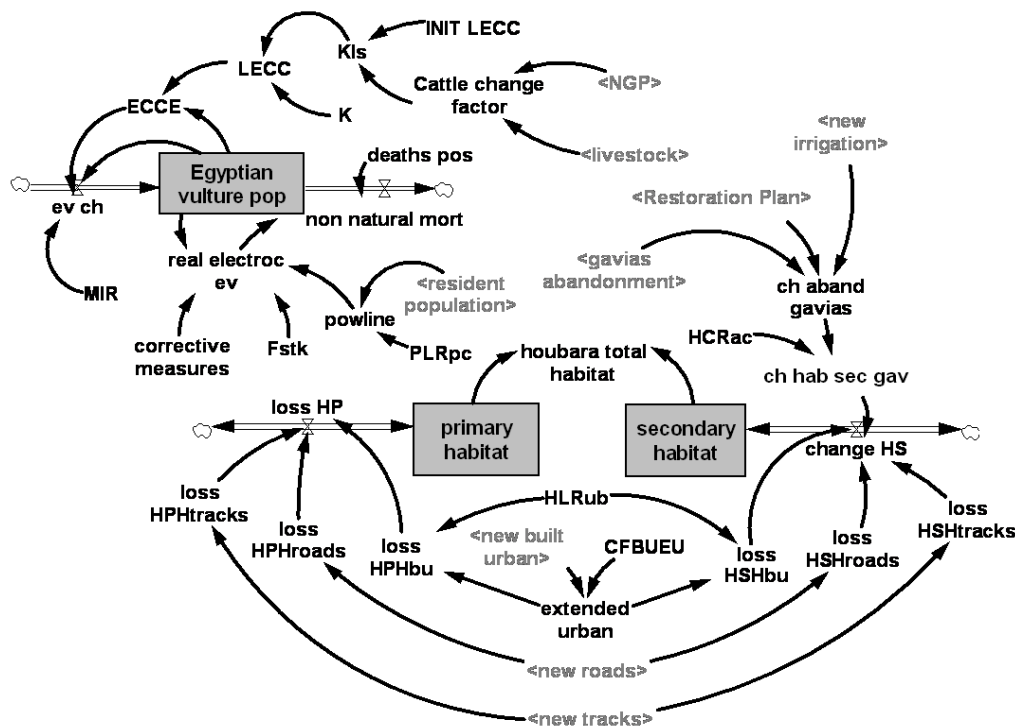 INIT LECC
Kls
LECC
Cattle change
factor
<NGP>
ECCE
K
<livestock>
<new
irrigation>
deaths pos
Egyptian
vulture pop
ev ch
non natural mort
<Restoration Plan>
real electroc
ev
<gavias
abandonment>
<resident
population>
ch aband
gavias
MIR
powline
corrective
measures
Fstk
PLRpc
houbara total
habitat
HCRac
ch hab sec gav
loss HP
primary
habitat
secondary
habitat
change HS
loss
HPHtracks
HLRub
loss
HSHtracks
loss
HPHroads
loss
HPHbu
<new built
urban>
CFBUEU
loss
HSHbu
loss
HSHroads
extended
urban
<new roads>
<new tracks>